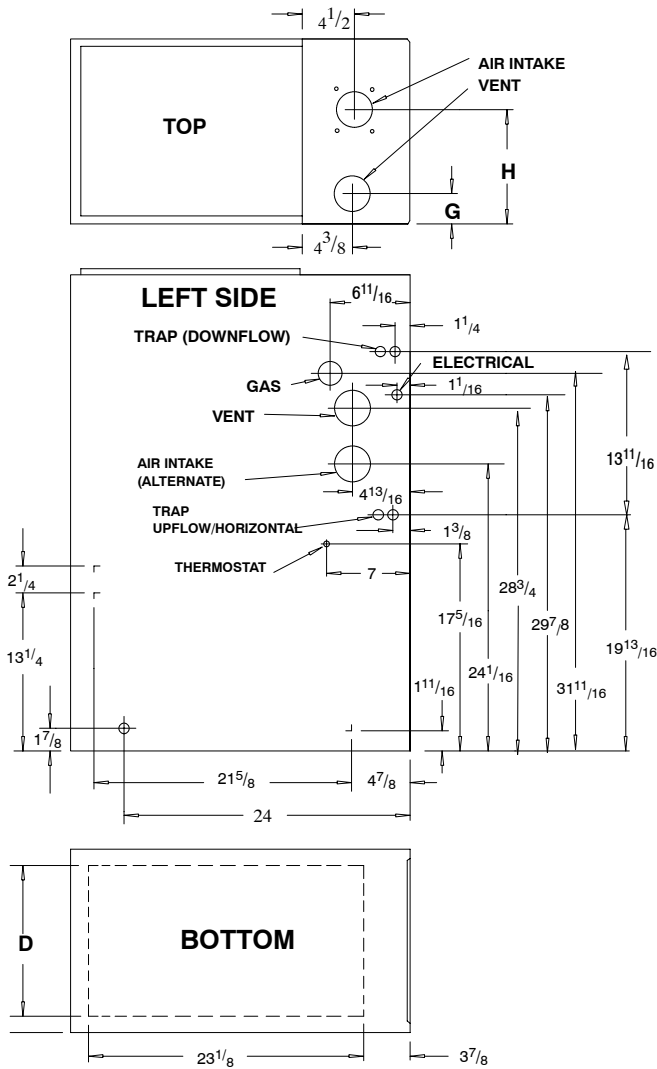 4 1/2
AIR INTAKE
VENT
TOP
H
G
4 3/8
LEFT SIDE
6 11/16
1 1/4
TRAP (DOWNFLOW)
ELECTRICAL
GAS
1 1/16
VENT
13 11/16
AIR INTAKE
(ALTERNATE)
4 13/16
TRAP
UPFLOW/HORIZONTAL
1 3/8
THERMOSTAT
7
2 1/4
28 3/4
17 5/16
29 7/8
19 13/16
13 1/4
24 1/16
31 11/16
1 11/16
1 7/8
21 5/8
4 7/8
24
D
BOTTOM
23 1/8
3 7/8